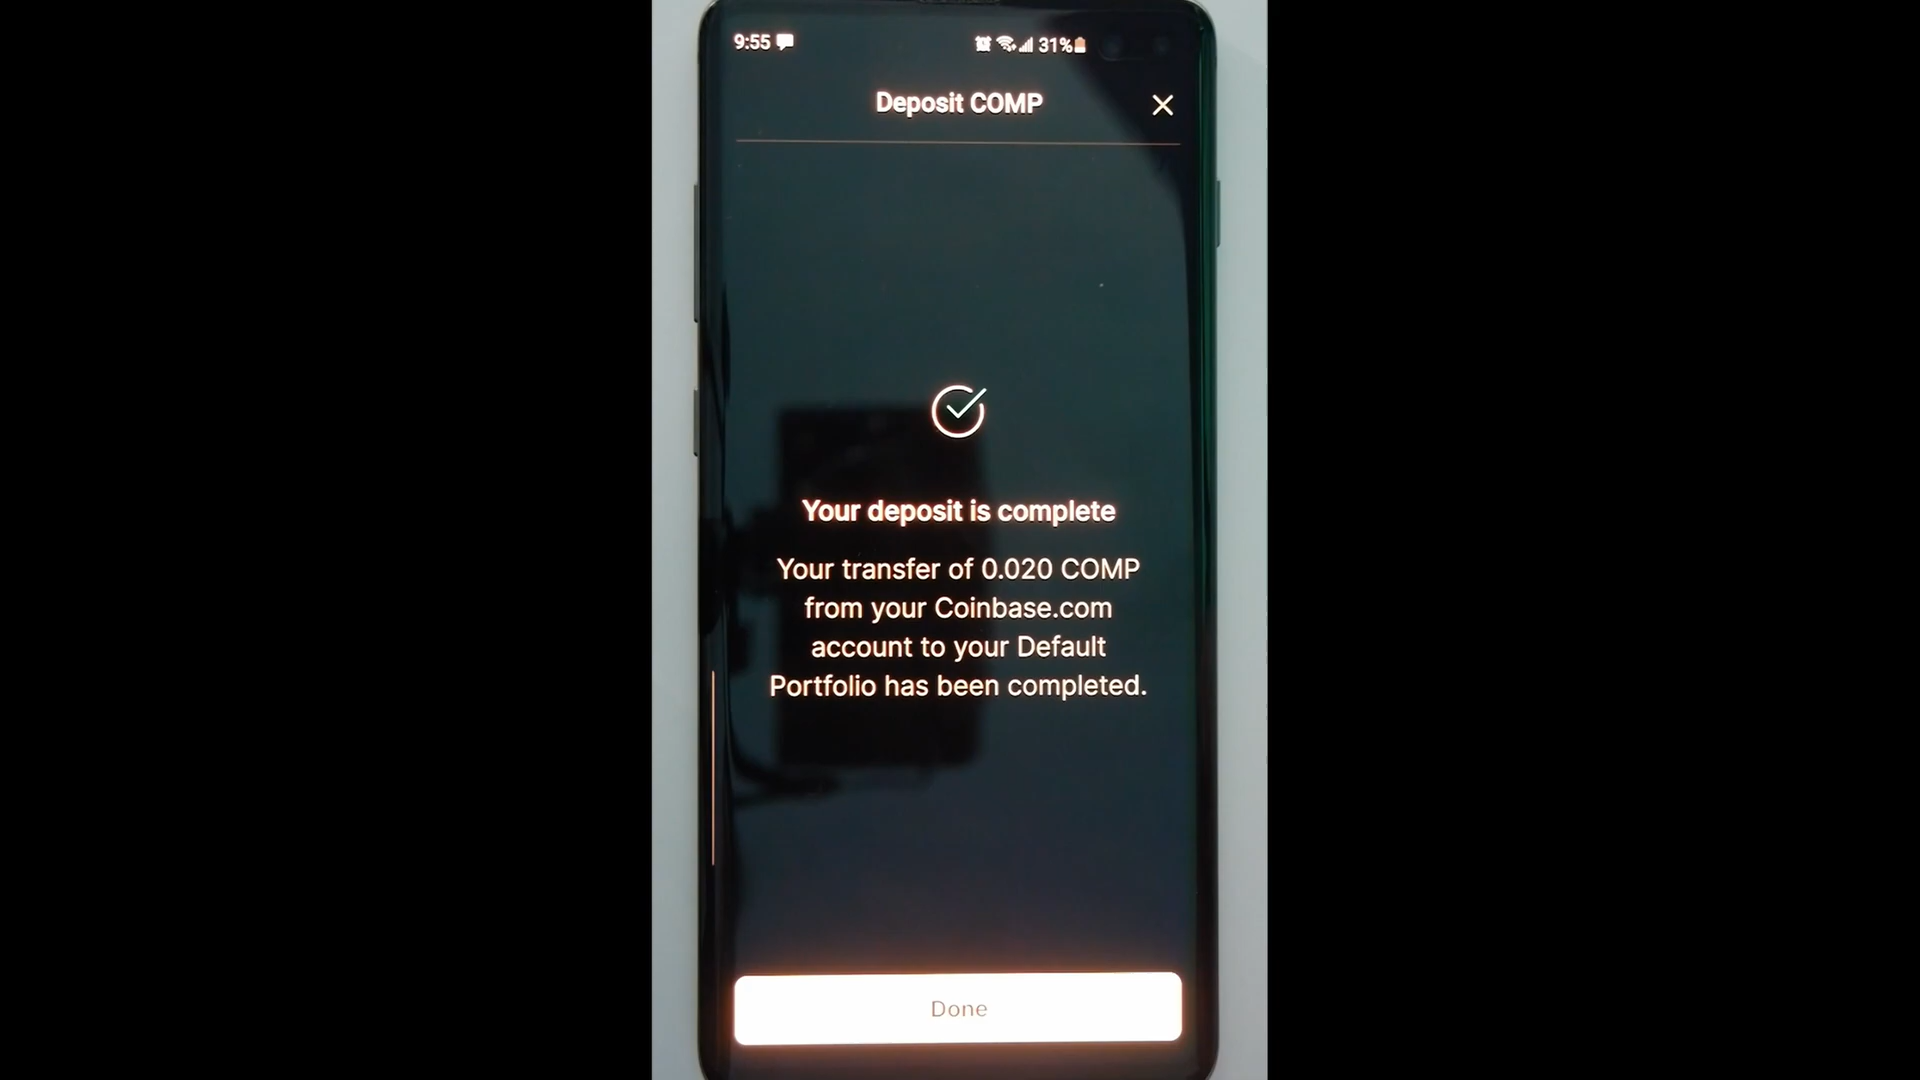 9:55
31%
Deposit COMP
Your deposit is complete
Your transfer of 0.020 COMP
from your Coinbase.com
account to your Default
Portfolio has been completed.
Done